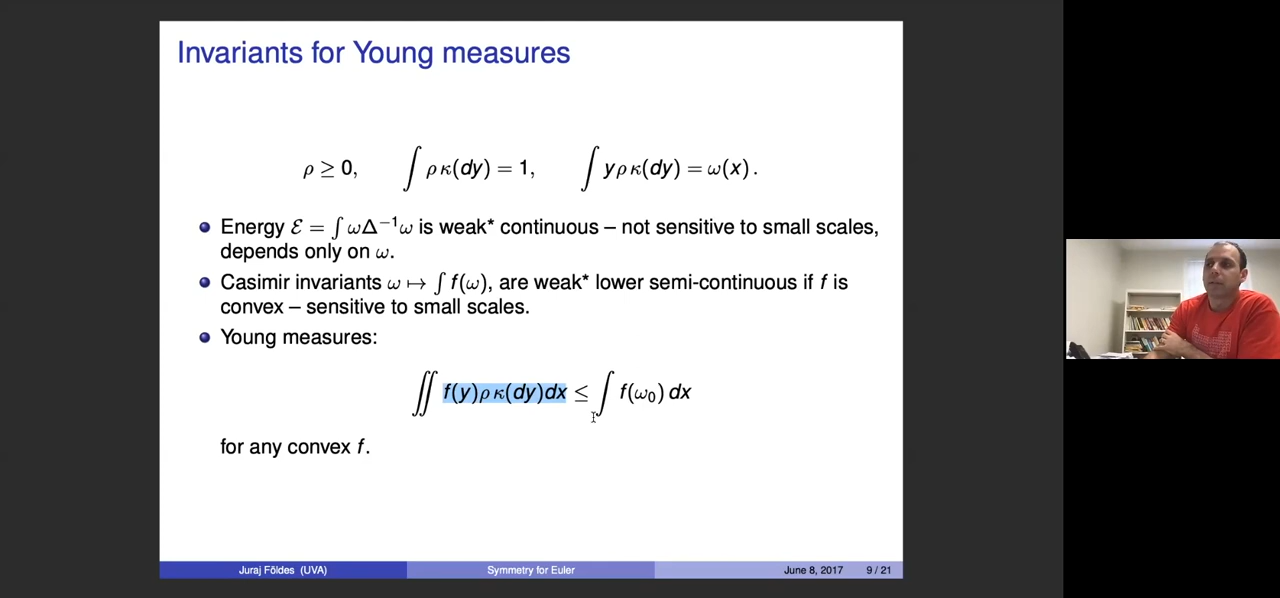 Invariants for Young measures
ρ ≥ 0, ∫ ρ κ(dy) = 1, ∫ yρ κ(dy) = ω(x) .
Energy ℰ = ∫ ωΔ⁻¹ω is weak* continuous – not sensitive to small scales,
depends only on ω.
Casimir invariants ω ↦ ∫ f(ω), are weak* lower semi-continuous if f is
convex – sensitive to small scales.
Young measures:
∬ f(y)ρ κ(dy)dx ≤ ∫ f(ω₀) dx
for any convex f.
Juraj Földes (UVA) Symmetry for Euler June 8, 2017 9 / 21